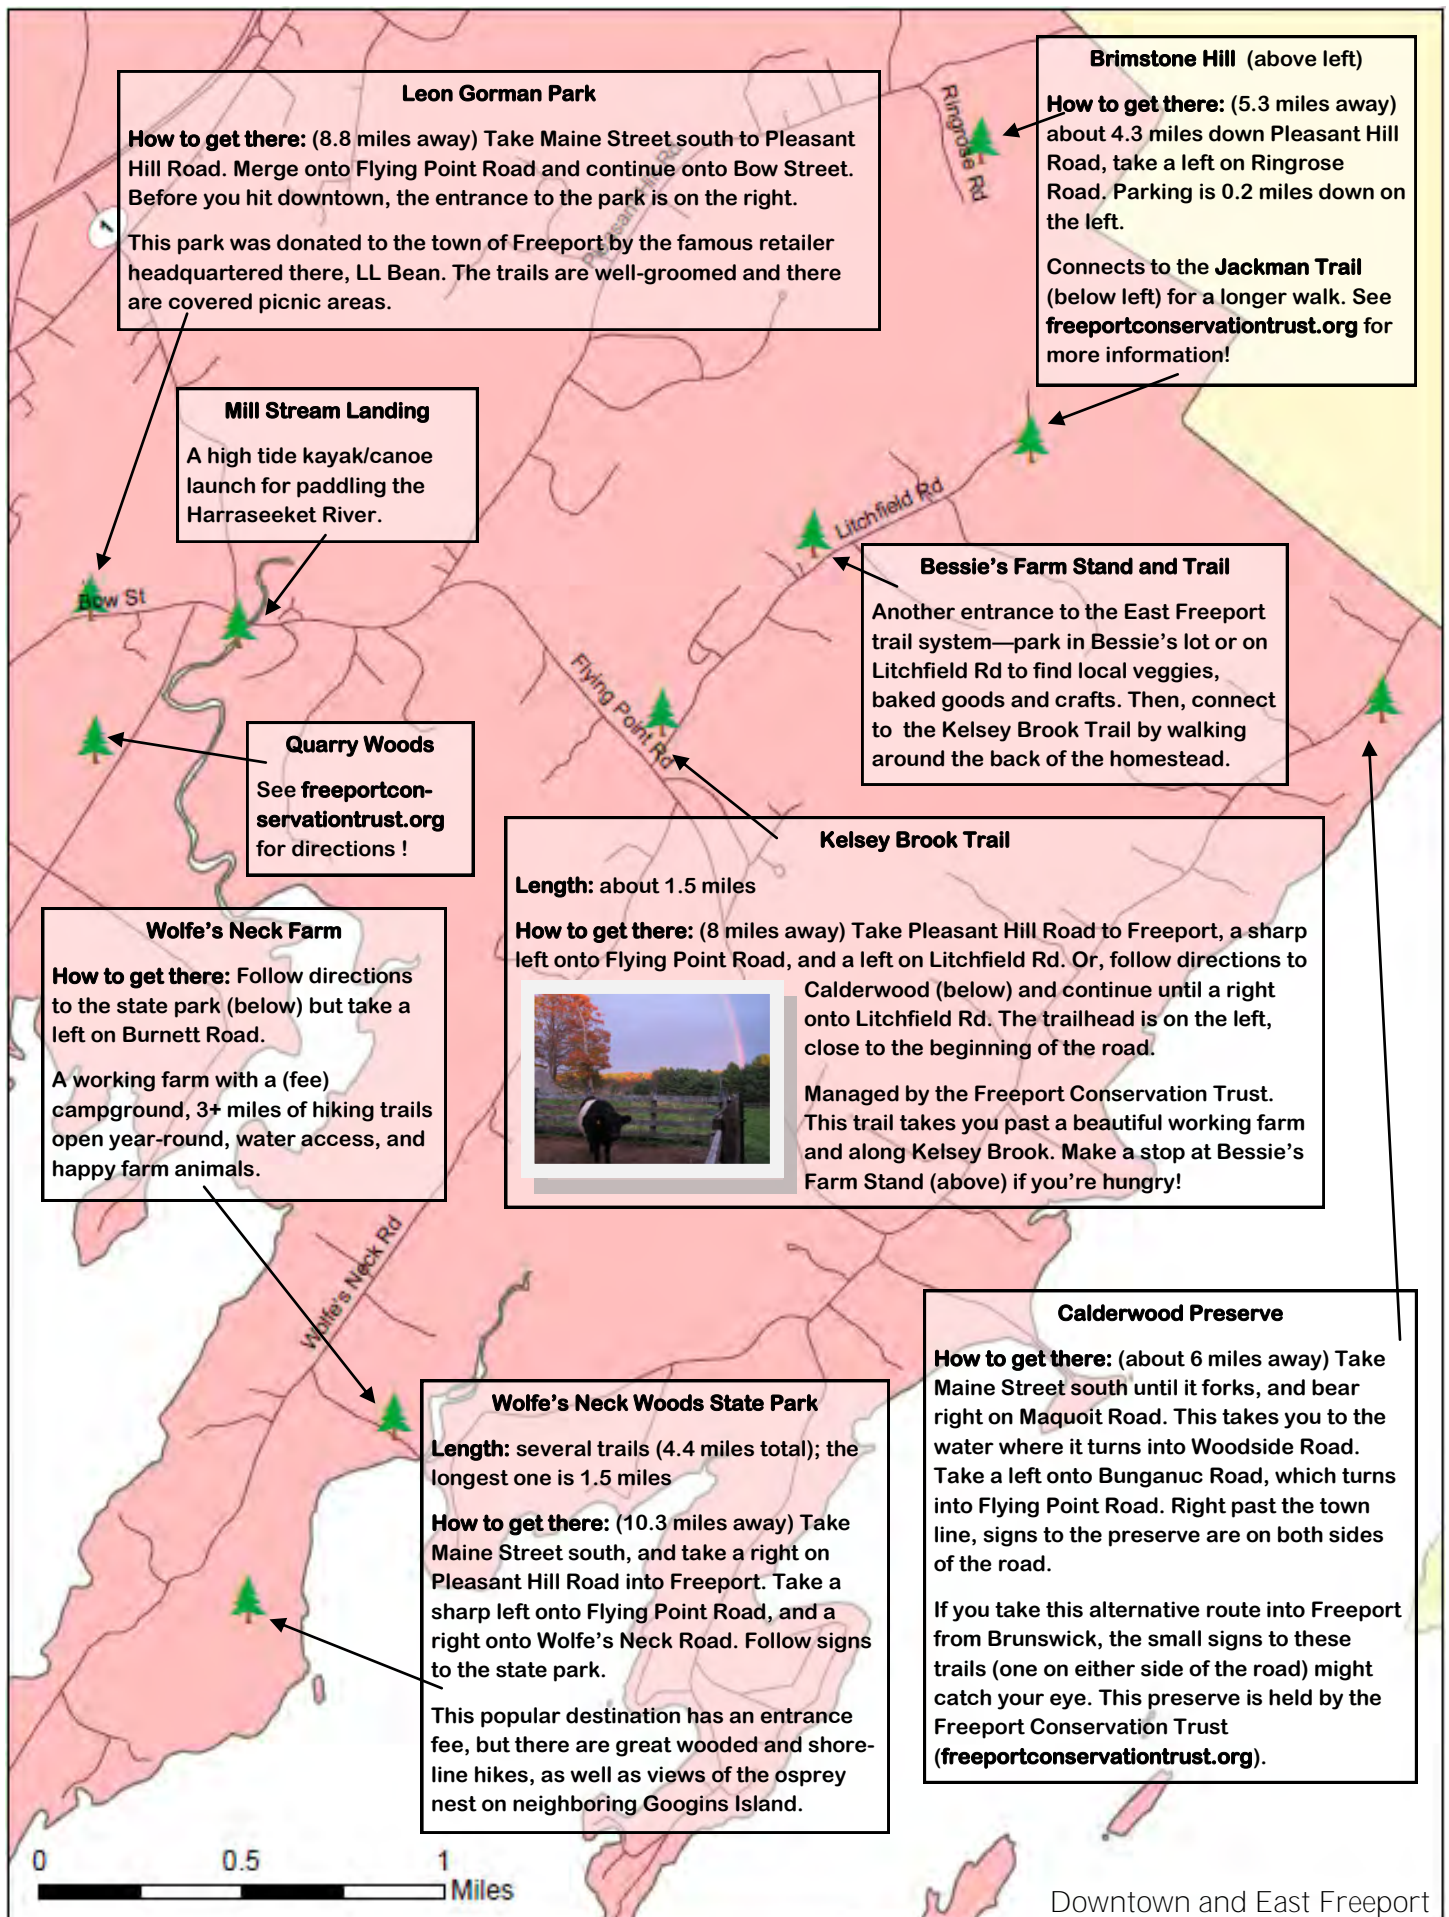 Leon Gorman Park
How to get there: (8.8 miles away) Take Maine Street south to Pleasant
Hill Road. Merge onto Flying Point Road and continue onto Bow Street.
Before you hit downtown, the entrance to the park is on the right.
This park was donated to the town of Freeport by the famous retailer
headquartered there, LL Bean. The trails are well-groomed and there
are covered picnic areas.
Pleasant Hill Rd
1
Ringrose Rd
Brimstone Hill (above left)
How to get there: (5.3 miles away)
about 4.3 miles down Pleasant Hill
Road, take a left on Ringrose
Road. Parking is 0.2 miles down on
the left.
Connects to the Jackman Trail
(below left) for a longer walk. See
freeportconservationtrust.org for
more information!
Mill Stream Landing
A high tide kayak/canoe
launch for paddling the
Harraseeket River.
Bow St
Litchfield Rd
Bessie's Farm Stand and Trail
Another entrance to the East Freeport
trail system—park in Bessie's lot or on
Litchfield Rd to find local veggies,
baked goods and crafts. Then, connect
to the Kelsey Brook Trail by walking
around the back of the homestead.
Flying Point Rd
Quarry Woods
See freeportcon-
servationtrust.org
for directions !
Kelsey Brook Trail
Length: about 1.5 miles
How to get there: (8 miles away) Take Pleasant Hill Road to Freeport, a sharp
left onto Flying Point Road, and a left on Litchfield Rd. Or, follow directions to
Calderwood (below) and continue until a right
onto Litchfield Rd. The trailhead is on the left,
close to the beginning of the road.
Managed by the Freeport Conservation Trust.
This trail takes you past a beautiful working farm
and along Kelsey Brook. Make a stop at Bessie's
Farm Stand (above) if you're hungry!
Wolfe's Neck Farm
How to get there: Follow directions
to the state park (below) but take a
left on Burnett Road.
A working farm with a (fee)
campground, 3+ miles of hiking trails
open year-round, water access, and
happy farm animals.
Wolfe's Neck Rd
Wolfe's Neck Woods State Park
Length: several trails (4.4 miles total); the
longest one is 1.5 miles
How to get there: (10.3 miles away) Take
Maine Street south, and take a right on
Pleasant Hill Road into Freeport. Take a
sharp left onto Flying Point Road, and a
right onto Wolfe's Neck Road. Follow signs
to the state park.
This popular destination has an entrance
fee, but there are great wooded and shore-
line hikes, as well as views of the osprey
nest on neighboring Googins Island.
Calderwood Preserve
How to get there: (about 6 miles away) Take
Maine Street south until it forks, and bear
right on Maquoit Road. This takes you to the
water where it turns into Woodside Road.
Take a left onto Bunganuc Road, which turns
into Flying Point Road. Right past the town
line, signs to the preserve are on both sides
of the road.
If you take this alternative route into Freeport
from Brunswick, the small signs to these
trails (one on either side of the road) might
catch your eye. This preserve is held by the
Freeport Conservation Trust
(freeportconservationtrust.org).
0 0.5 1
Miles
Downtown and East Freeport